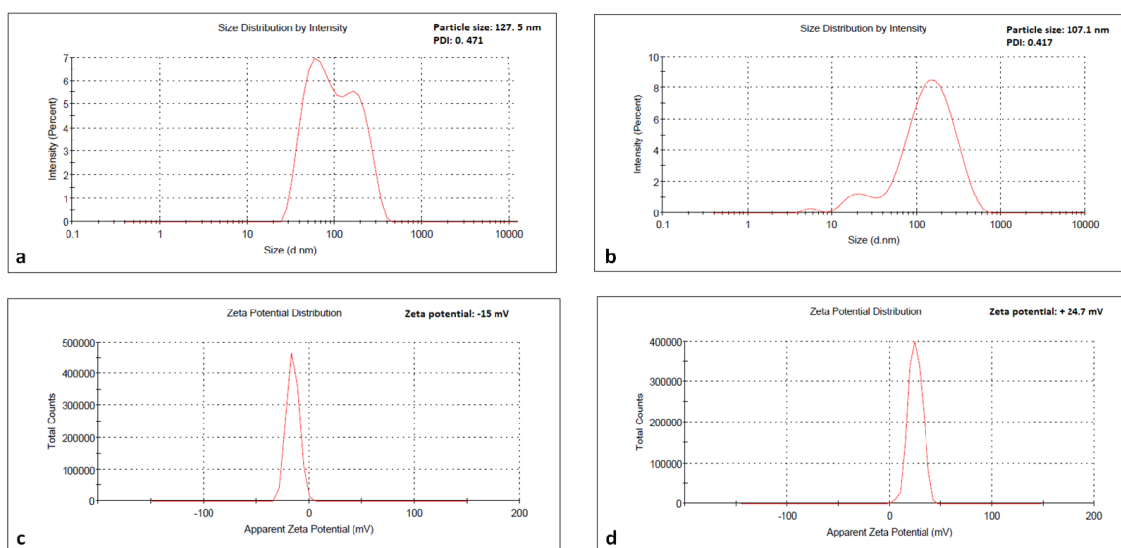 Size Distribution by Intensity
Particle size: 127. 5 nm
PDI: 0. 471
Intensity (Percent)
7
6
5
4
3
2
1
0
0.1
1
10
100
1000
10000
Size (d.nm)
a
Size Distribution by Intensity
Particle size: 107.1 nm
PDI: 0.417
Intensity (Percent)
10
8
6
4
2
0
0.1
1
10
100
1000
10000
Size (d.nm)
b
Zeta Potential Distribution
Zeta potential: -15 mV
Total Counts
500000
400000
300000
200000
100000
0
-100
0
100
200
Apparent Zeta Potential (mV)
c
Zeta Potential Distribution
Zeta potential: + 24.7 mV
Total Counts
400000
300000
200000
100000
0
-100
0
100
200
Apparent Zeta Potential (mV)
d